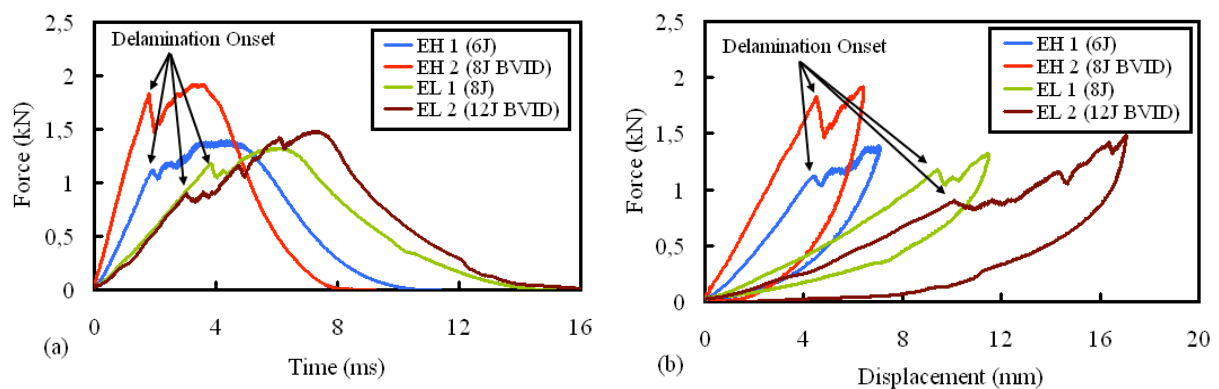 2,5
2
1,5
1
0,5
0
Force (kN)
Delamination Onset
EH 1 (6J)
EH 2 (8J BVID)
EL 1 (8J)
EL 2 (12J BVID)
0 4 8 12 16
(a)
Time (ms)
2,5
2
1,5
1
0,5
0
Force (kN)
Delamination Onset
EH 1 (6J)
EH 2 (8J BVID)
EL 1 (8J)
EL 2 (12J BVID)
0 4 8 12 16 20
(b)
Displacement (mm)